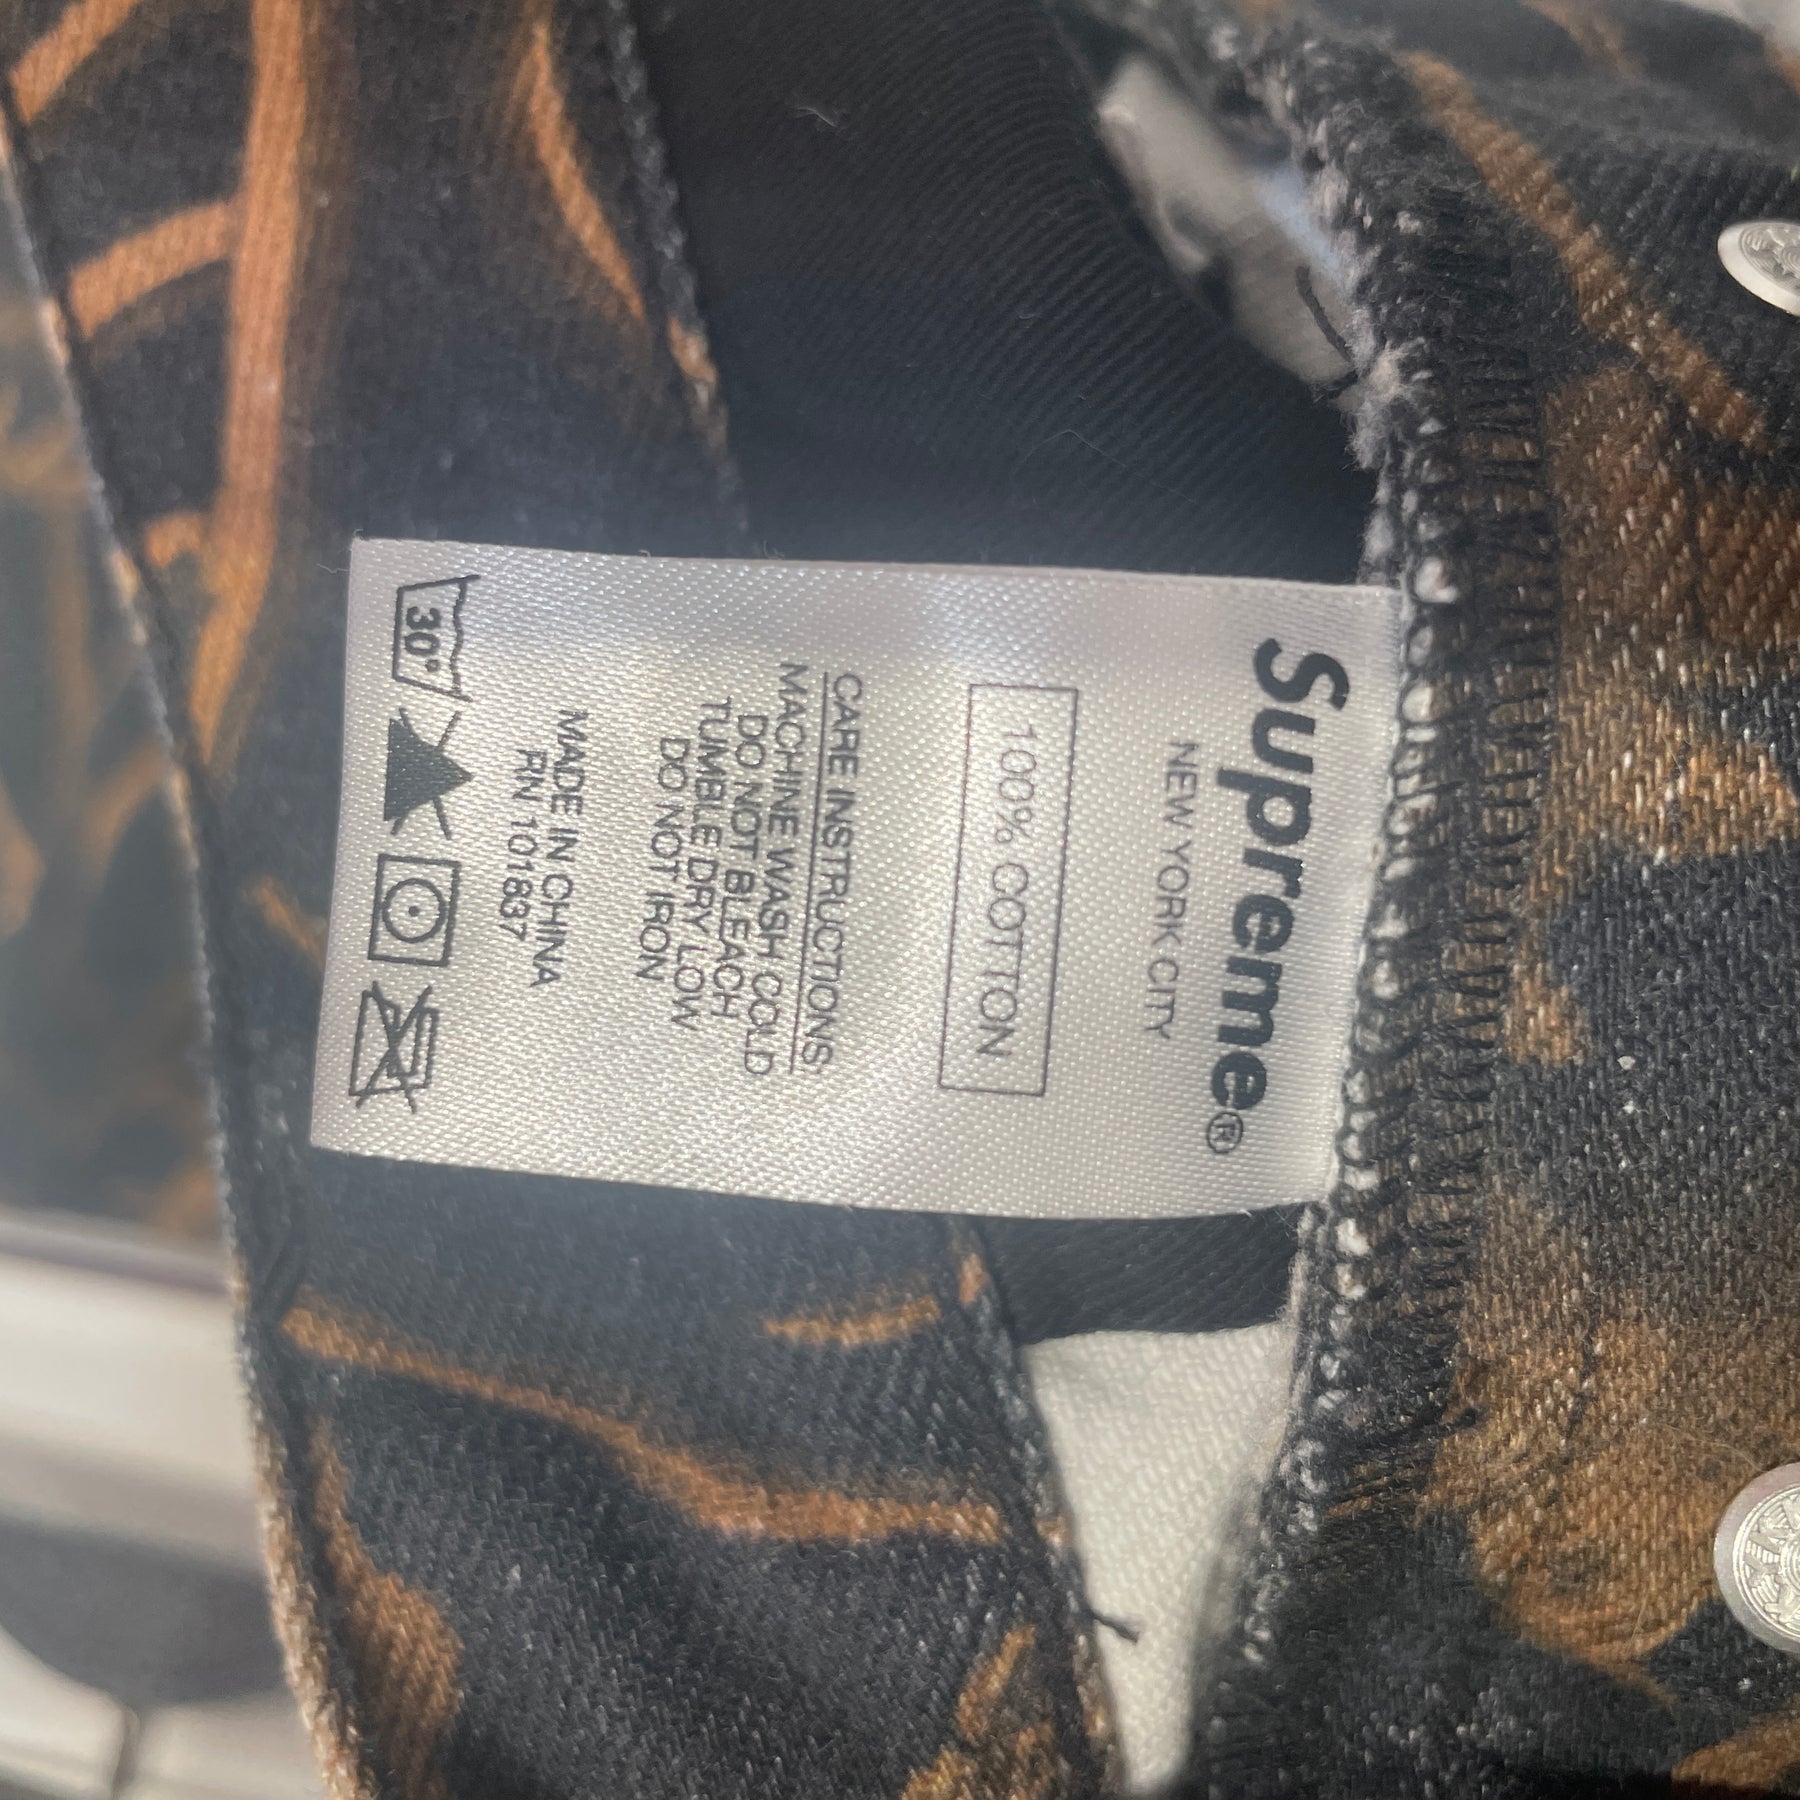 Supreme®
NEW YORK CITY
100% COTTON
CARE INSTRUCTIONS
MACHINE WASH COLD
DO NOT BLEACH
TUMBLE DRY LOW
DO NOT IRON
MADE IN CHINA
RN 101837
30°